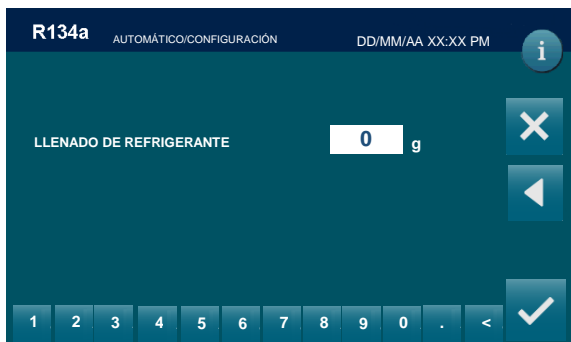 R134a AUTOMÁTICO/CONFIGURACIÓN DD/MM/AA XX:XX PM
i
LLENADO DE REFRIGERANTE 0 g
1 2 3 4 5 6 7 8 9 0 . <